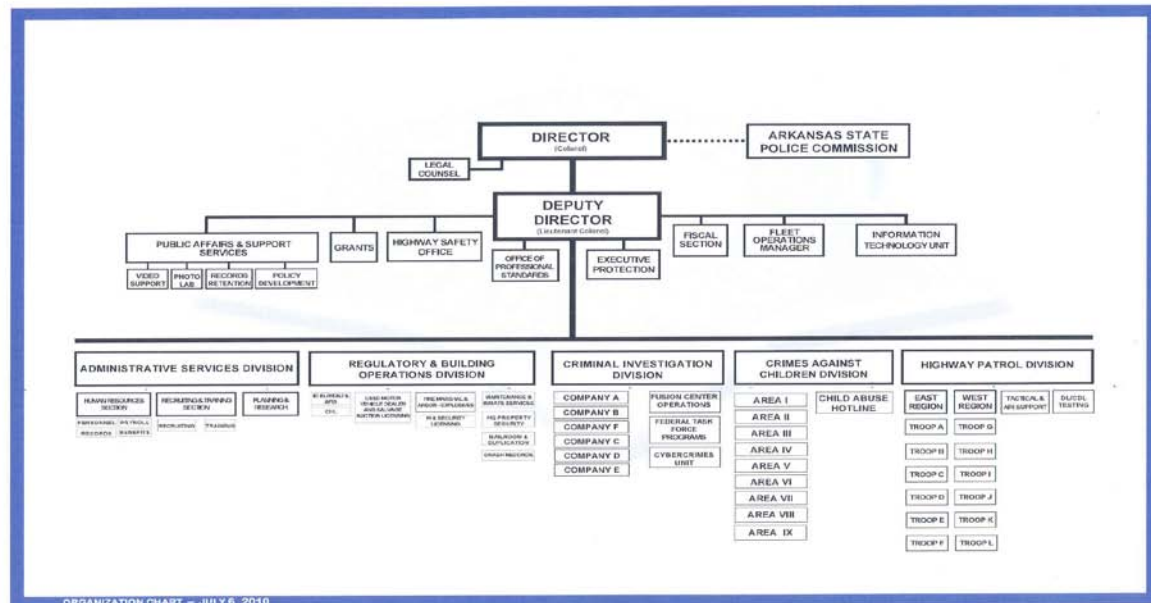 DIRECTOR
(Colonel)
ARKANSAS STATE
POLICE COMMISSION
LEGAL
COUNSEL
DEPUTY
DIRECTOR
(Lieutenant Colonel)
PUBLIC AFFAIRS & SUPPORT
SERVICES
GRANTS
HIGHWAY SAFETY
OFFICE
OFFICE OF
PROFESSIONAL
STANDARDS
EXECUTIVE
PROTECTION
FISCAL
SECTION
FLEET
OPERATIONS
MANAGER
INFORMATION
TECHNOLOGY UNIT
VIDEO
SUPPORT
PHOTO
LAB
RECORDS
RETENTION
POLICY
DEVELOPMENT
ADMINISTRATIVE SERVICES DIVISION
HUMAN RESOURCES
SECTION
RECRUITING & TRAINING
SECTION
PLANNING &
RESEARCH
PERSONNEL
PAYROLL
RECORDS
BENEFITS
RECRUITING
TRAINING
REGULATORY & BUILDING
OPERATIONS DIVISION
USED MOTOR
VEHICLE DEALER
AND SALVAGE
AUCTION LICENSING
& SECURITY
LICENSING
MAINTENANCE &
HQ PROPERTY
SECURITY
MAILROOM &
DUPLICATION
CRASH RECORDS
CRIMINAL INVESTIGATION
DIVISION
COMPANY A
COMPANY B
COMPANY F
COMPANY C
COMPANY D
COMPANY E
FUSION CENTER
OPERATIONS
FEDERAL TASK
FORCE
PROGRAMS
CYBERCRIMES
UNIT
CRIMES AGAINST
CHILDREN DIVISION
AREA I
AREA II
AREA III
AREA IV
AREA V
AREA VI
AREA VII
AREA VIII
AREA IX
CHILD ABUSE
HOTLINE
HIGHWAY PATROL DIVISION
EAST
REGION
WEST
REGION
TACTICAL &
AIR SUPPORT
DL/CDL
TESTING
TROOP A
TROOP G
TROOP B
TROOP H
TROOP C
TROOP I
TROOP D
TROOP J
TROOP E
TROOP K
TROOP F
TROOP L
ORGANIZATION CHART – JULY 6, 2010